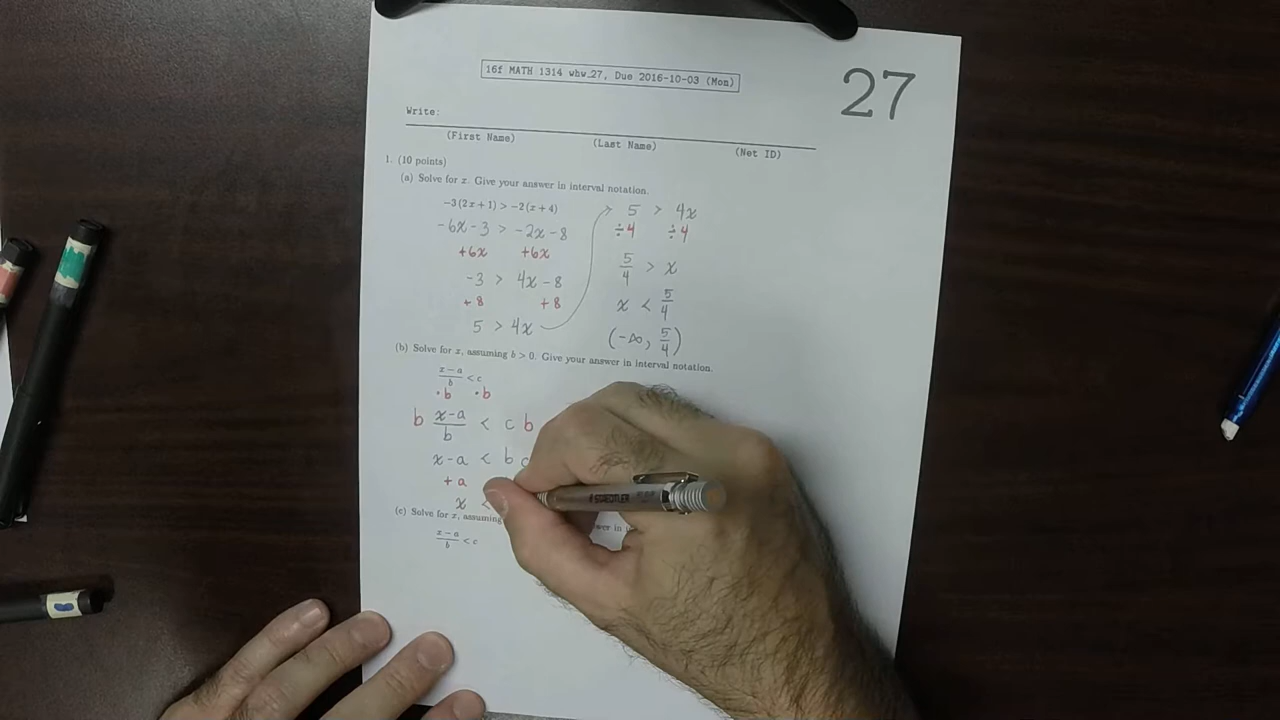 16f MATH 1314 whw_27, Due 2016-10-03 (Mon)
27
Write:
(First Name) (Last Name) (Net ID)
1. (10 points)
(a) Solve for x. Give your answer in interval notation.
-3(2x+1) > -2(x+4)
-6x-3 > -2x-8
+6x +6x
-3 > 4x-8
+8 +8
5 > 4x
5 > 4x
÷4 ÷4
5/4 > x
x < 5/4
(-∞, 5/4)
(b) Solve for x, assuming b > 0. Give your answer in interval notation.
x-a/b < c
·b ·b
b x-a/b < c b
x-a < b c
+a
x <
(c) Solve for x, assuming
x-a/b < c
STAEDTLER